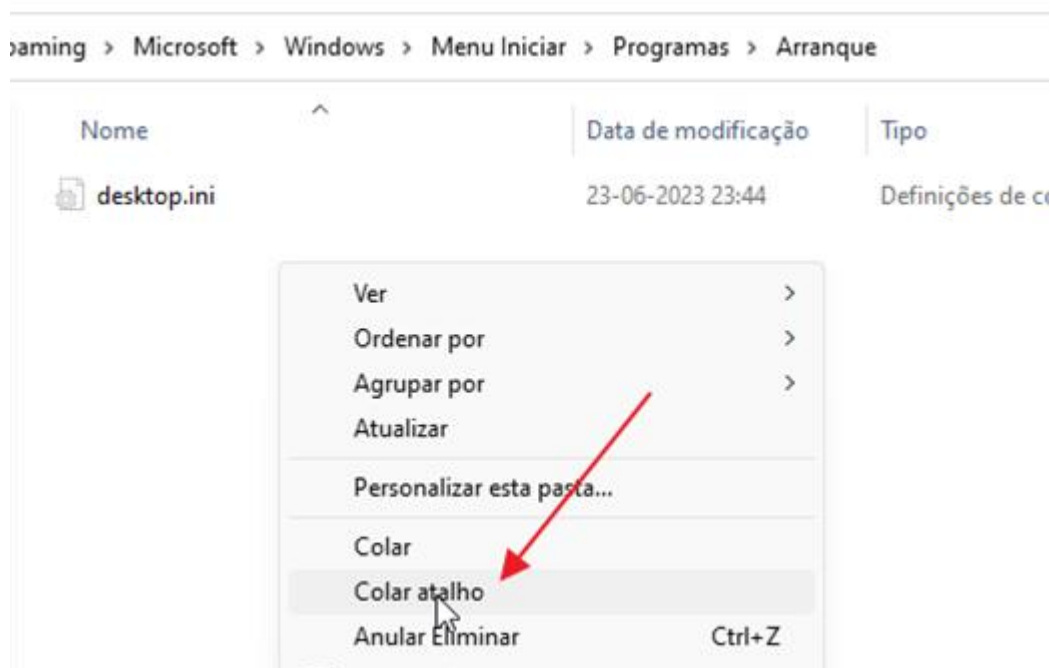 oaming > Microsoft > Windows > Menu Iniciar > Programas > Arranque
Nome Data de modificação Tipo
desktop.ini 23-06-2023 23:44 Definições de co
Ver >
Ordenar por >
Agrupar por >
Atualizar
Personalizar esta pasta...
Colar
Colar atalho
Anular Eliminar Ctrl+Z